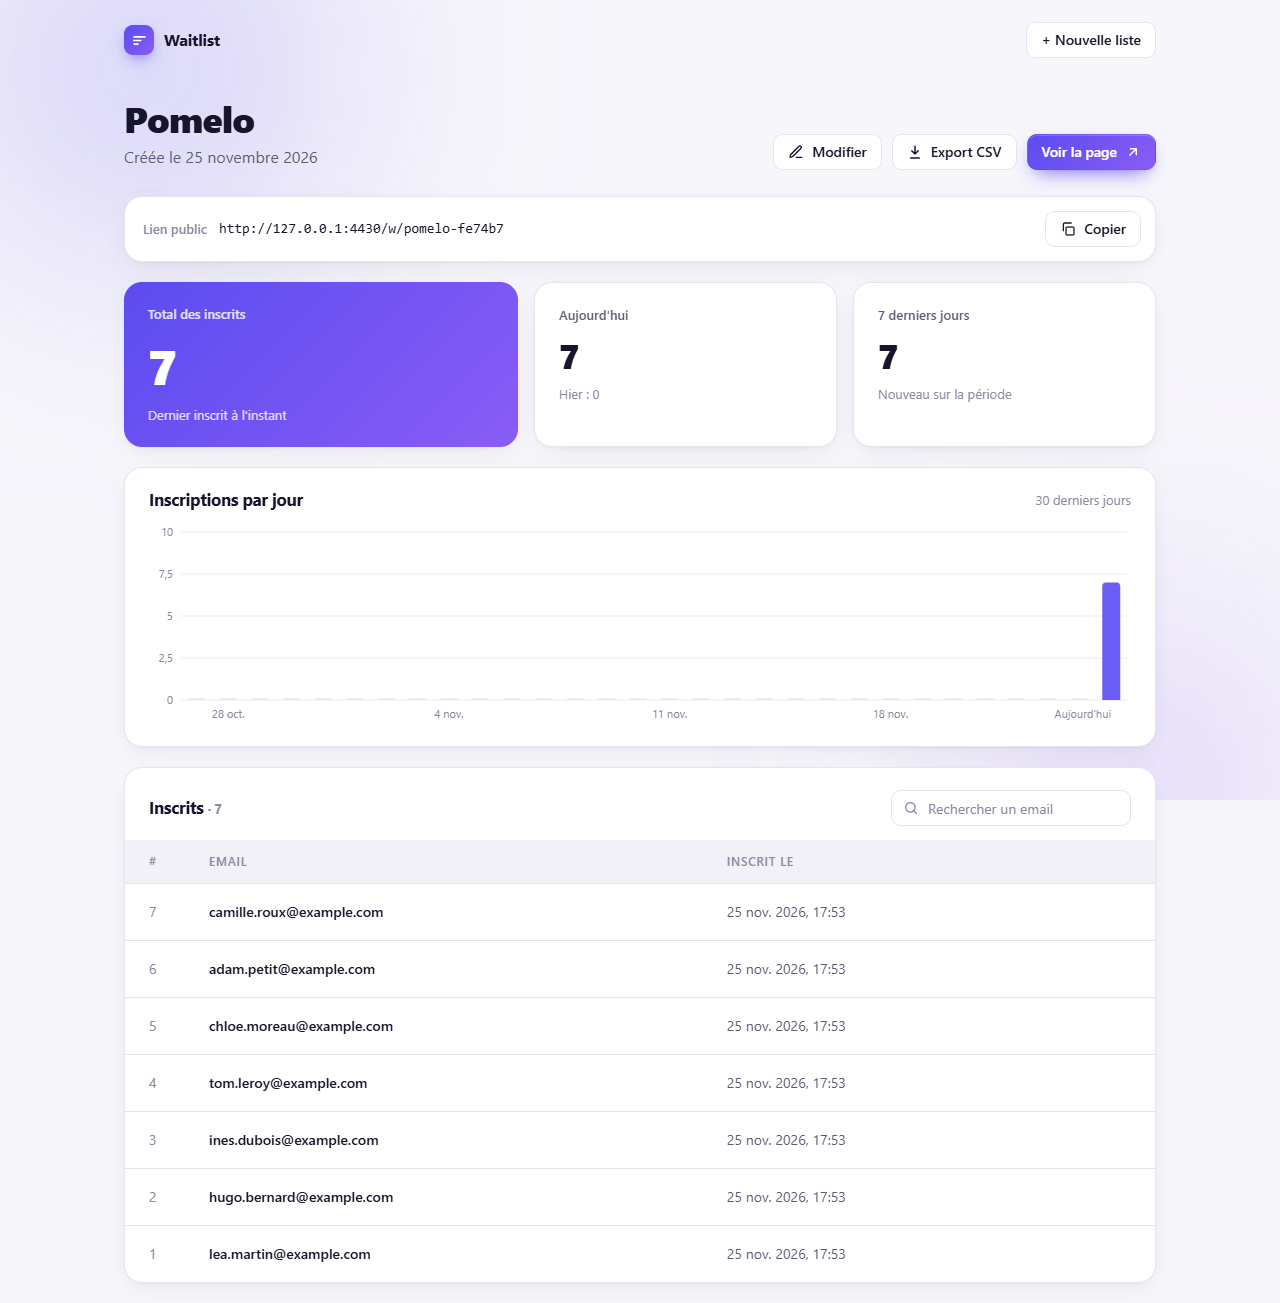 Waitlist
+ Nouvelle liste
Pomelo
Créée le 25 novembre 2026
Modifier
Export CSV
Voir la page
Lien public http://127.0.0.1:4430/w/pomelo-fe74b7
Copier
Total des inscrits
7
Dernier inscrit à l'instant
Aujourd'hui
7
Hier : 0
7 derniers jours
7
Nouveau sur la période
Inscriptions par jour
30 derniers jours
10
7,5
5
2,5
0
28 oct. 4 nov. 11 nov. 18 nov. Aujourd'hui
Inscrits · 7
Rechercher un email
# EMAIL INSCRIT LE
7 camille.roux@example.com 25 nov. 2026, 17:53
6 adam.petit@example.com 25 nov. 2026, 17:53
5 chloe.moreau@example.com 25 nov. 2026, 17:53
4 tom.leroy@example.com 25 nov. 2026, 17:53
3 ines.dubois@example.com 25 nov. 2026, 17:53
2 hugo.bernard@example.com 25 nov. 2026, 17:53
1 lea.martin@example.com 25 nov. 2026, 17:53